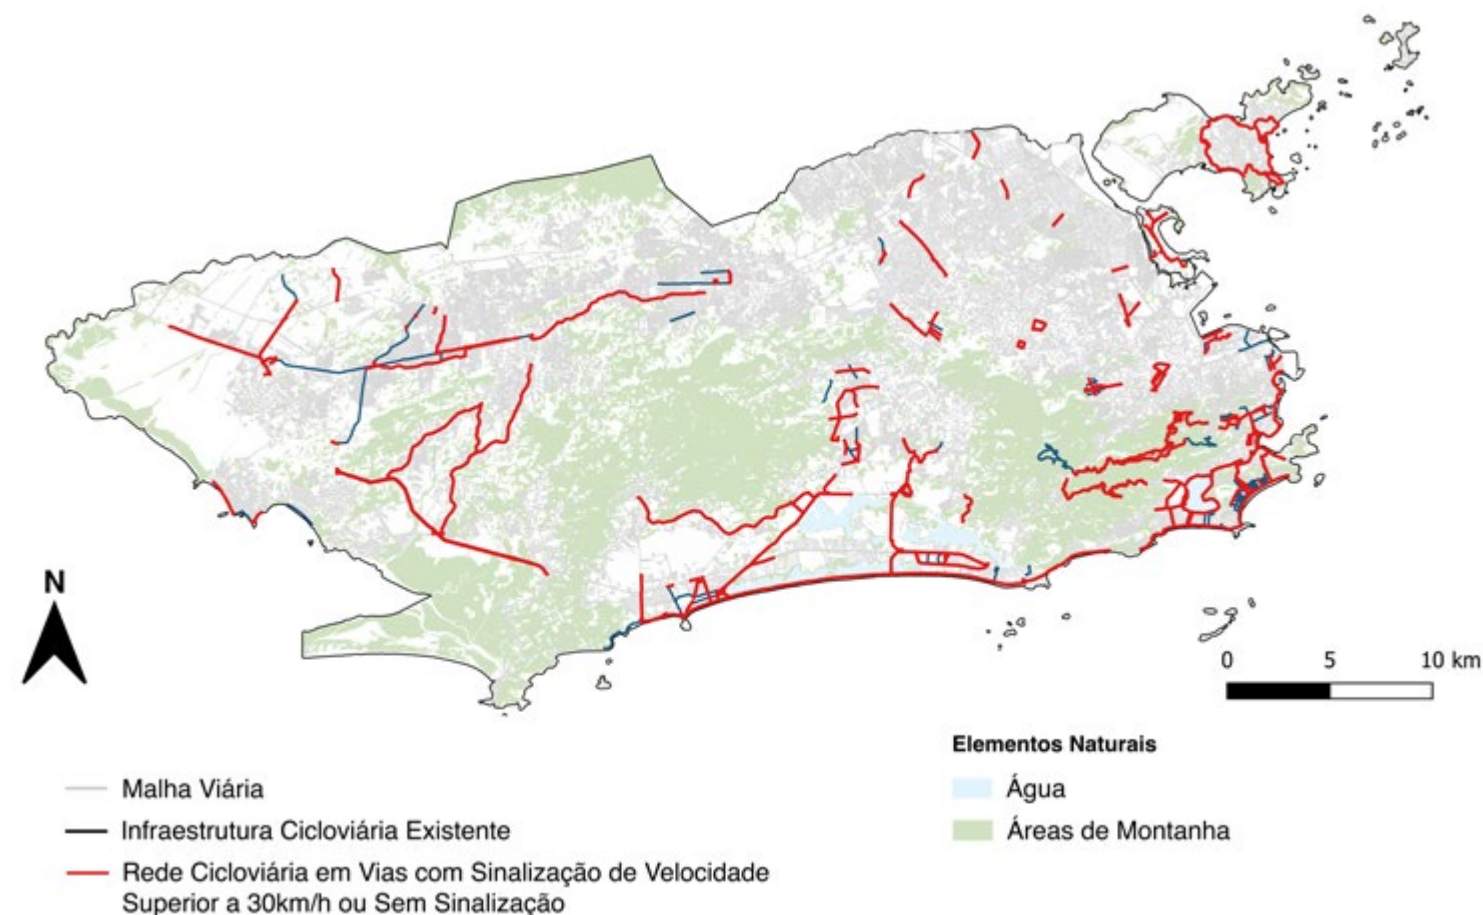 N
0 5 10 km
Elementos Naturais
Água
Áreas de Montanha
Malha Viária
Infraestrutura Cicloviária Existente
Rede Cicloviária em Vias com Sinalização de Velocidade
Superior a 30km/h ou Sem Sinalização